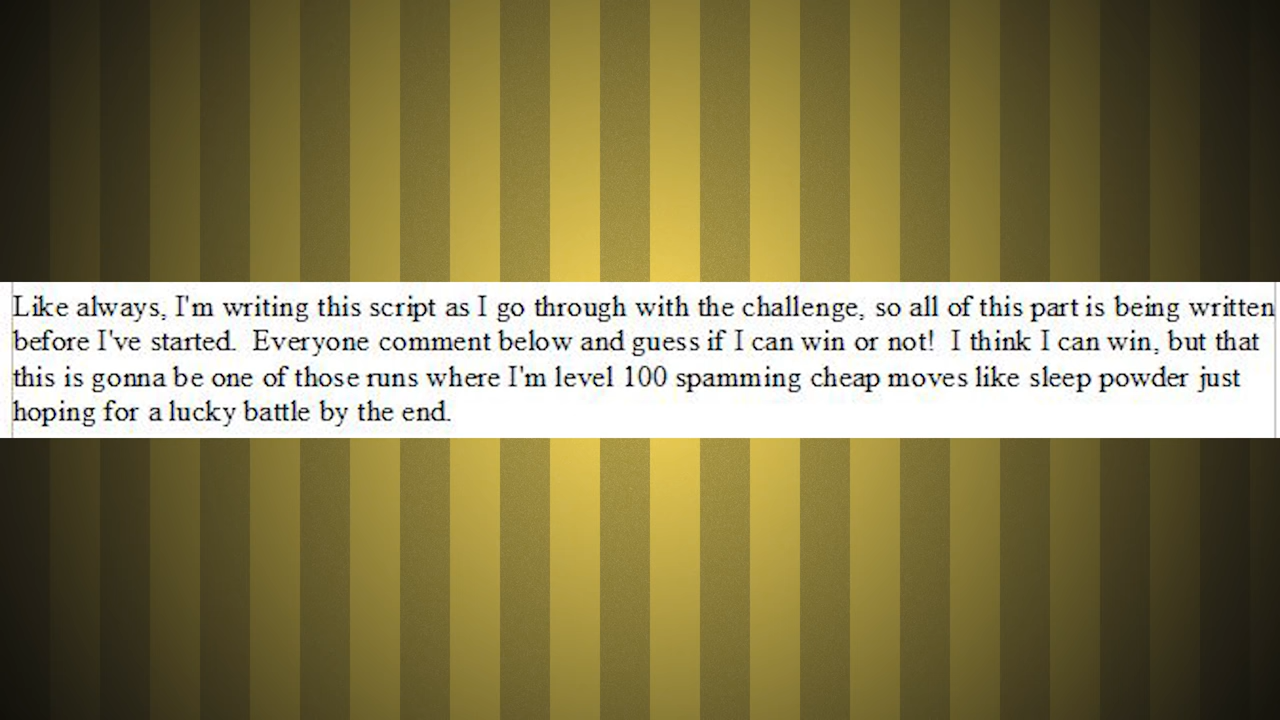 Like always, I'm writing this script as I go through with the challenge, so all of this part is being written
before I've started.  Everyone comment below and guess if I can win or not!  I think I can win, but that
this is gonna be one of those runs where I'm level 100 spamming cheap moves like sleep powder just
hoping for a lucky battle by the end.